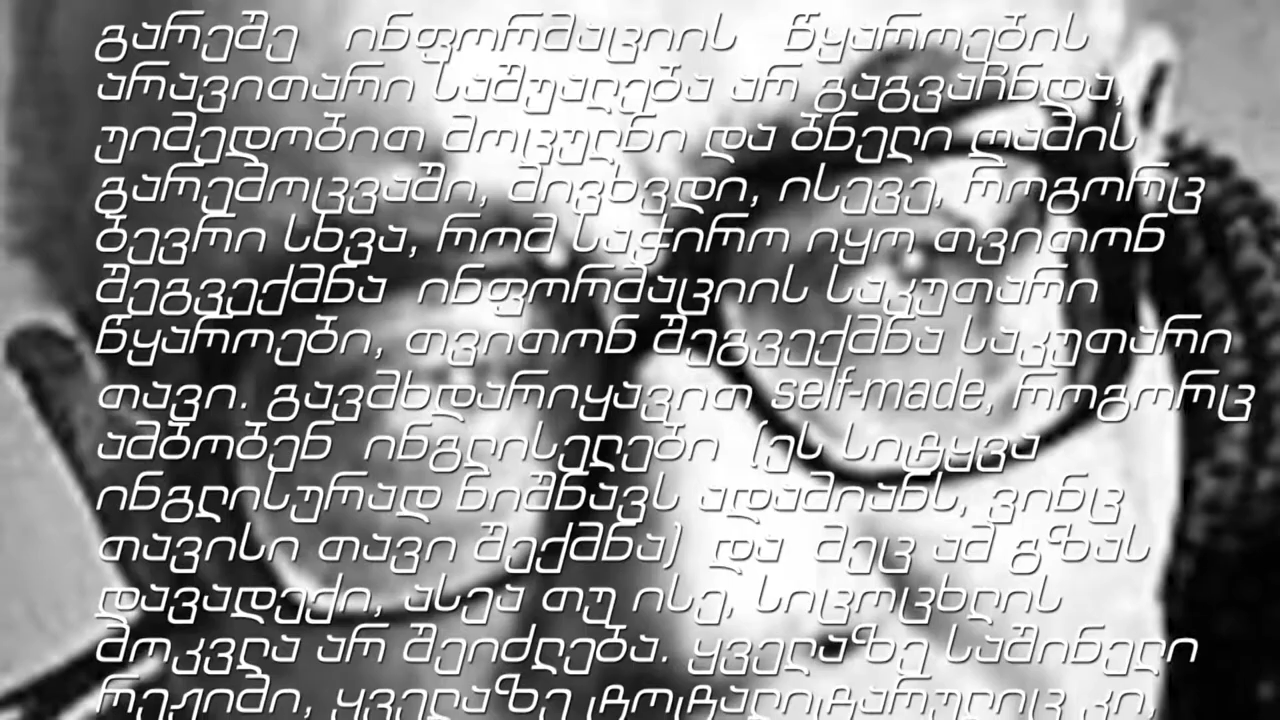 გარეშე ინფორმაციის წყაროების
არავითარი საშუალება არ გაგვაჩნდა,
უიმედობით მოცულნი და ბნელი ღამის
გარემოცვაში, მივხვდი, ისევე, როგორც
ბევრი სხვა, რომ საჭირო იყო თვითონ
შეგვექმნა ინფორმაციის საკუთარი
წყაროები, თვითონ შეგვექმნა საკუთარი
თავი. გავმხდარიყავით self-made, როგორც
ამბობენ ინგლისელები (ეს სიტყვა
ინგლისურად ნიშნავს ადამიანს, ვინც
თავისი თავი შექმნა) და მეც ამ გზას
დავადექი, ასეა თუ ისე, სიცოცხლის
მოკვლა არ შეიძლება. ყველაზე საშინელი
რეჟიმი, ყველაზე ტოტალიტარულიც კი,